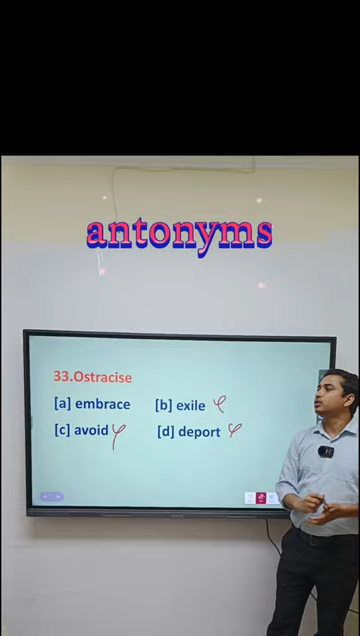 antonyms
33.Ostracise
[a] embrace [b] exile
[c] avoid [d] deport